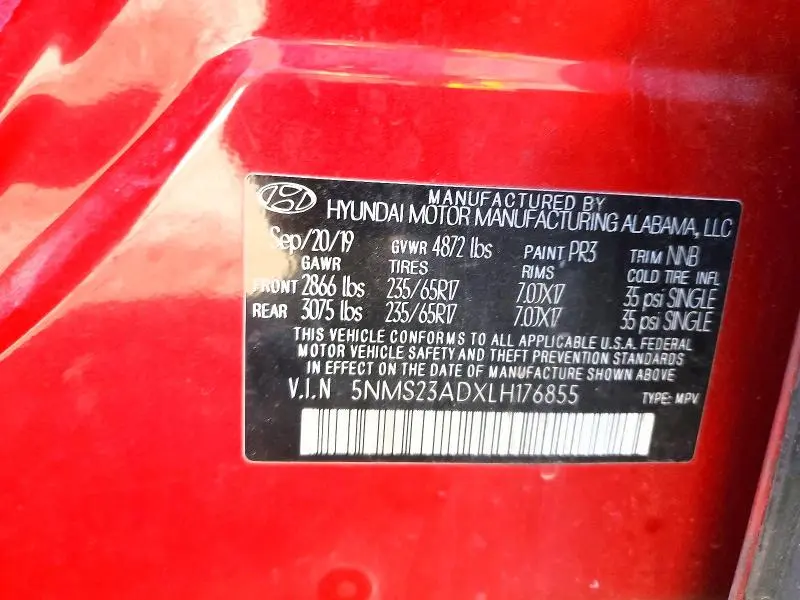 MANUFACTURED BY
HYUNDAI MOTOR MANUFACTURING ALABAMA, LLC
Sep/20/19 GVWR 4872 lbs PAINT PR3 TRIM NNB
GAWR TIRES RIMS COLD TIRE INFL
FRONT 2866 lbs 235/65R17 7.0JX17 35 psi SINGLE
REAR 3075 lbs 235/65R17 7.0JX17 35 psi SINGLE
THIS VEHICLE CONFORMS TO ALL APPLICABLE U.S.A. FEDERAL
MOTOR VEHICLE SAFETY AND THEFT PREVENTION STANDARDS
IN EFFECT ON THE DATE OF MANUFACTURE SHOWN ABOVE
V.I.N 5NMS23ADXLH176855 TYPE: MPV